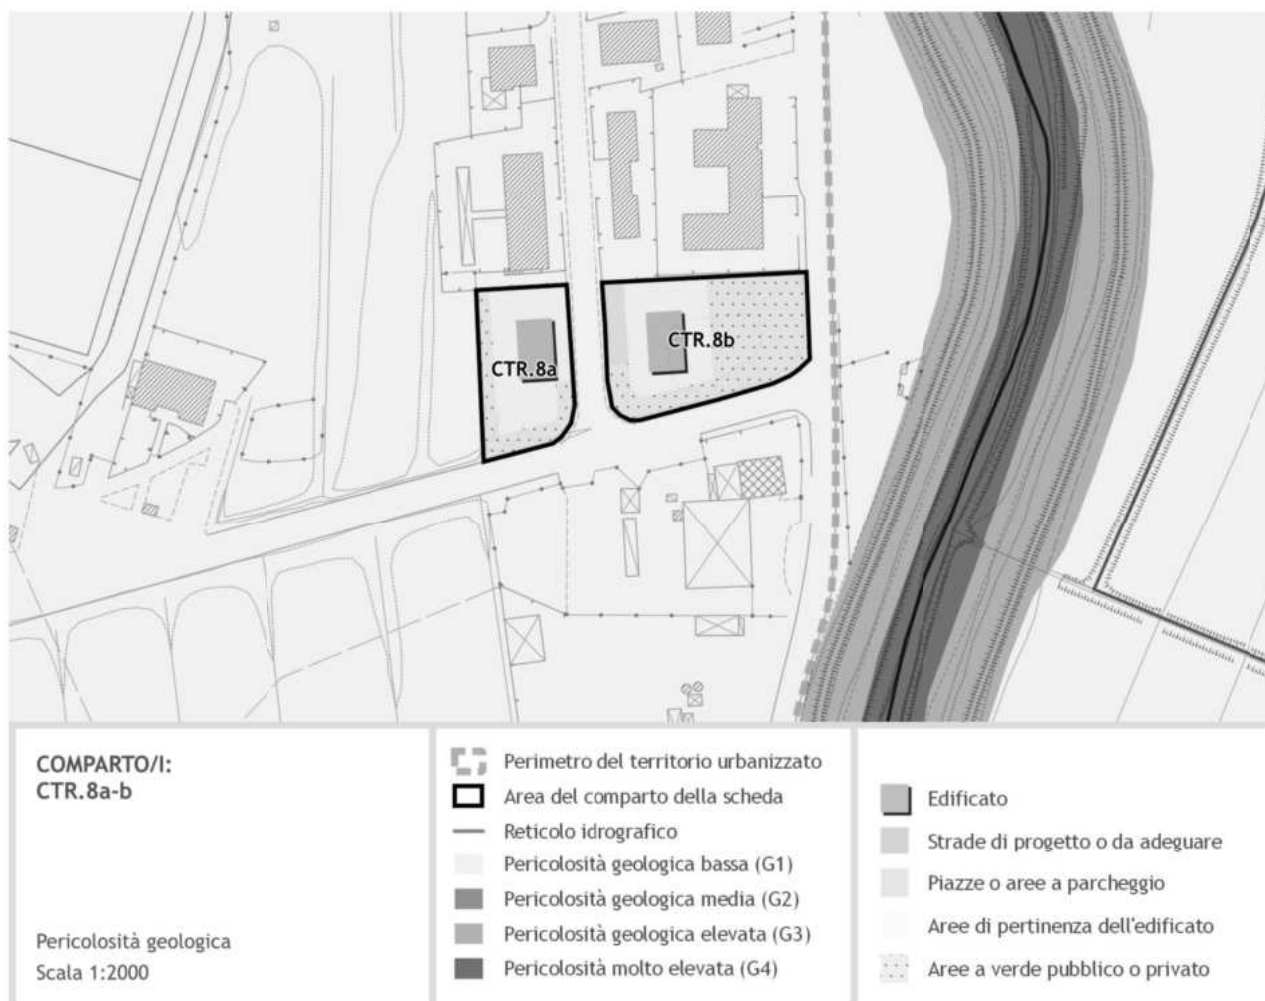 CTR.8a
CTR.8b
COMPARTO/I:
CTR.8a-b
Pericolosità geologica
Scala 1:2000
Perimetro del territorio urbanizzato
Area del comparto della scheda
Reticolo idrografico
Pericolosità geologica bassa (G1)
Pericolosità geologica media (G2)
Pericolosità geologica elevata (G3)
Pericolosità molto elevata (G4)
Edificato
Strade di progetto o da adeguare
Piazze o aree a parcheggio
Aree di pertinenza dell'edificato
Aree a verde pubblico o privato